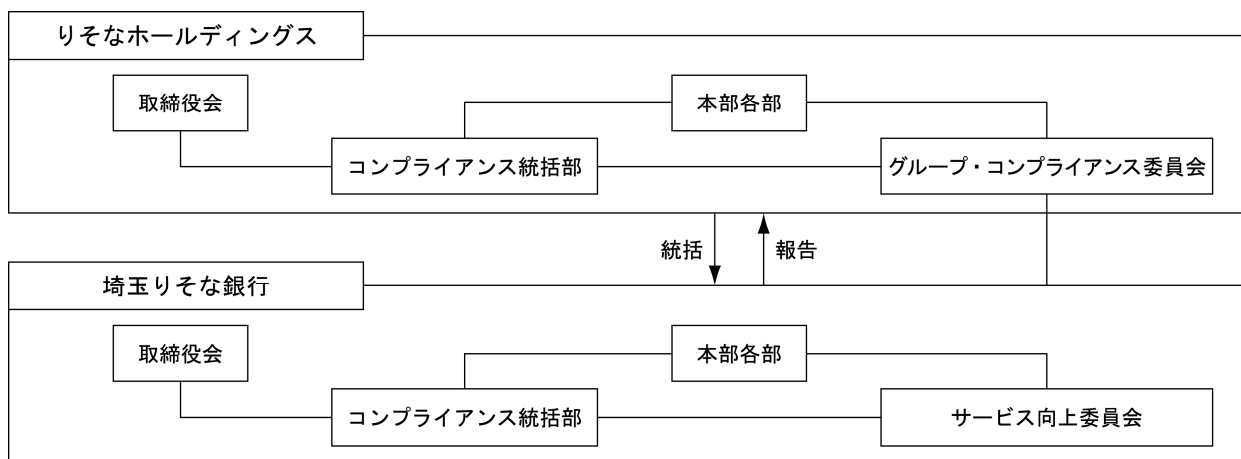 りそなホールディングス
取締役会
本部各部
コンプライアンス統括部
グループ・コンプライアンス委員会
統括
報告
埼玉りそな銀行
取締役会
本部各部
コンプライアンス統括部
サービス向上委員会